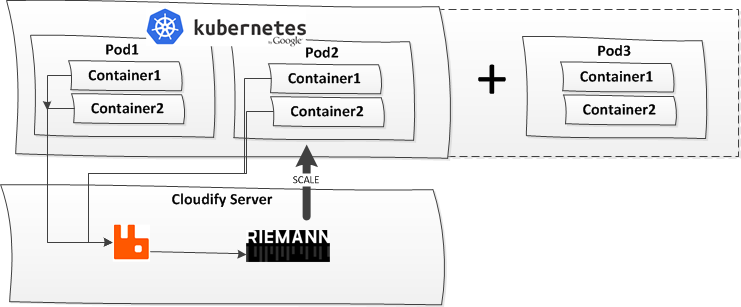 kubernetes
by Google
Pod1
Container1
Container2
Pod2
Container1
Container2
+
Pod3
Container1
Container2
SCALE
Cloudify Server
RIEMANN